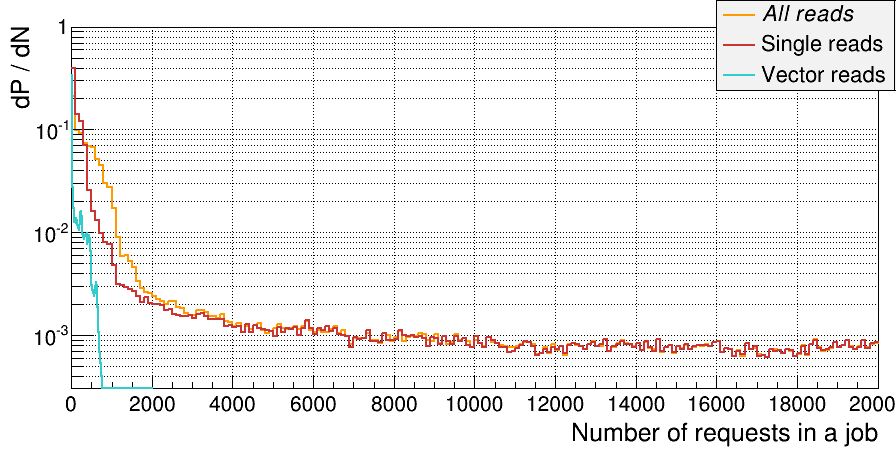 All reads
Single reads
Vector reads
dP / dN
1
10-1
10-2
10-3
0 2000 4000 6000 8000 10000 12000 14000 16000 18000 2000
Number of requests in a job